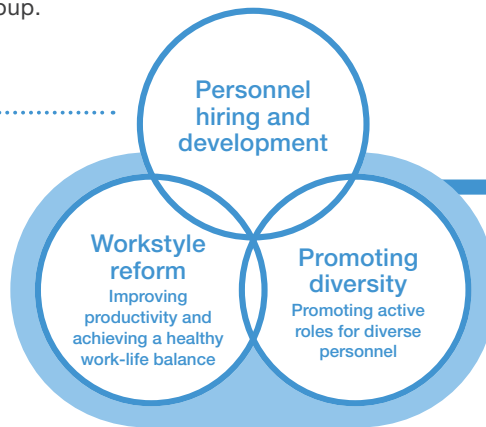 Personnel
hiring and
development
Workstyle
reform
Improving
productivity and
achieving a healthy
work-life balance
Promoting
diversity
Promoting active
roles for diverse
personnel